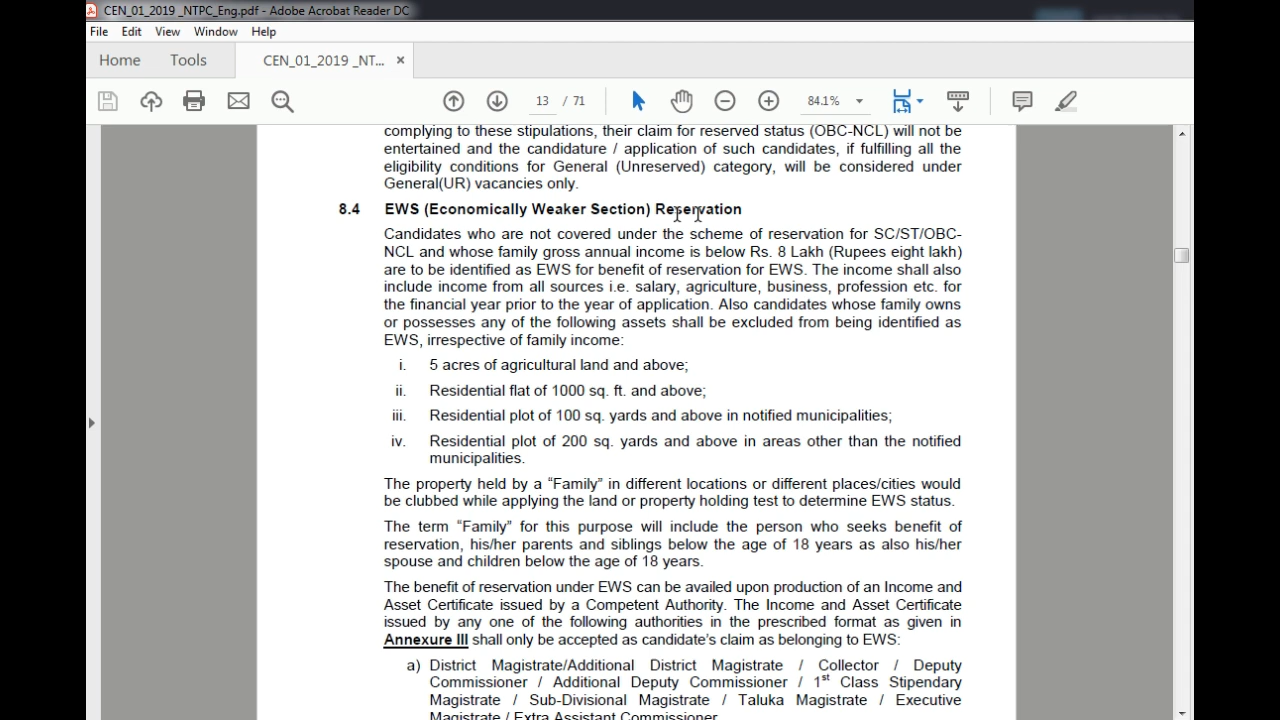 CEN_01_2019 _NTPC_Eng.pdf - Adobe Acrobat Reader DC
File Edit View Window Help
Home Tools CEN_01_2019 _NT... ×
13 / 71 84.1%
complying to these stipulations, their claim for reserved status (OBC-NCL) will not be
entertained and the candidature / application of such candidates, if fulfilling all the
eligibility conditions for General (Unreserved) category, will be considered under
General(UR) vacancies only.
8.4 EWS (Economically Weaker Section) Reservation
Candidates who are not covered under the scheme of reservation for SC/ST/OBC-
NCL and whose family gross annual income is below Rs. 8 Lakh (Rupees eight lakh)
are to be identified as EWS for benefit of reservation for EWS. The income shall also
include income from all sources i.e. salary, agriculture, business, profession etc. for
the financial year prior to the year of application. Also candidates whose family owns
or possesses any of the following assets shall be excluded from being identified as
EWS, irrespective of family income:
i. 5 acres of agricultural land and above;
ii. Residential flat of 1000 sq. ft. and above;
iii. Residential plot of 100 sq. yards and above in notified municipalities;
iv. Residential plot of 200 sq. yards and above in areas other than the notified
municipalities.
The property held by a “Family” in different locations or different places/cities would
be clubbed while applying the land or property holding test to determine EWS status.
The term “Family” for this purpose will include the person who seeks benefit of
reservation, his/her parents and siblings below the age of 18 years as also his/her
spouse and children below the age of 18 years.
The benefit of reservation under EWS can be availed upon production of an Income and
Asset Certificate issued by a Competent Authority. The Income and Asset Certificate
issued by any one of the following authorities in the prescribed format as given in
Annexure III shall only be accepted as candidate’s claim as belonging to EWS:
a) District Magistrate/Additional District Magistrate / Collector / Deputy
Commissioner / Additional Deputy Commissioner / 1st Class Stipendary
Magistrate / Sub-Divisional Magistrate / Taluka Magistrate / Executive
Magistrate / Extra Assistant Commissioner